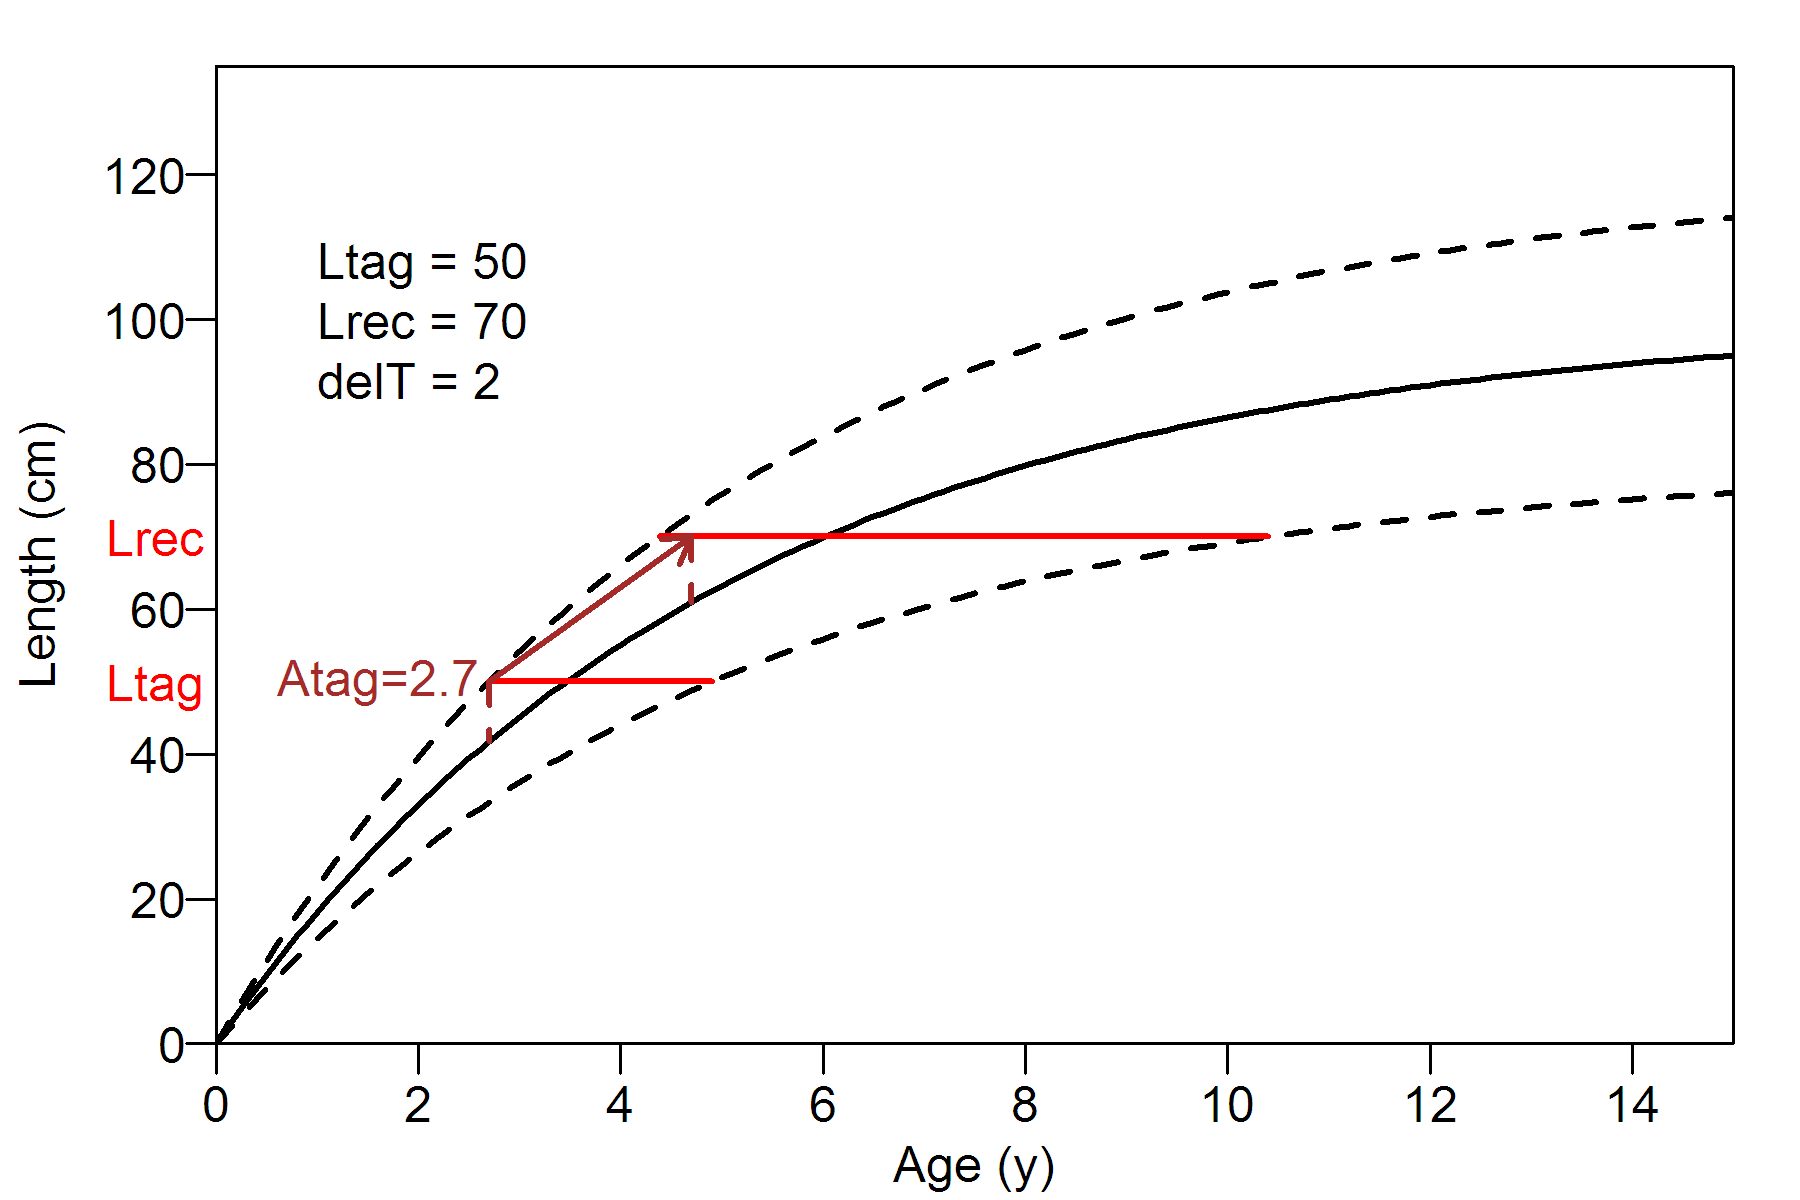 120
100
80
60
40
20
0
Length (cm)
Lrec
Ltag
Ltag = 50
Lrec = 70
delT = 2
Atag=2.7
0 2 4 6 8 10 12 14
Age (y)